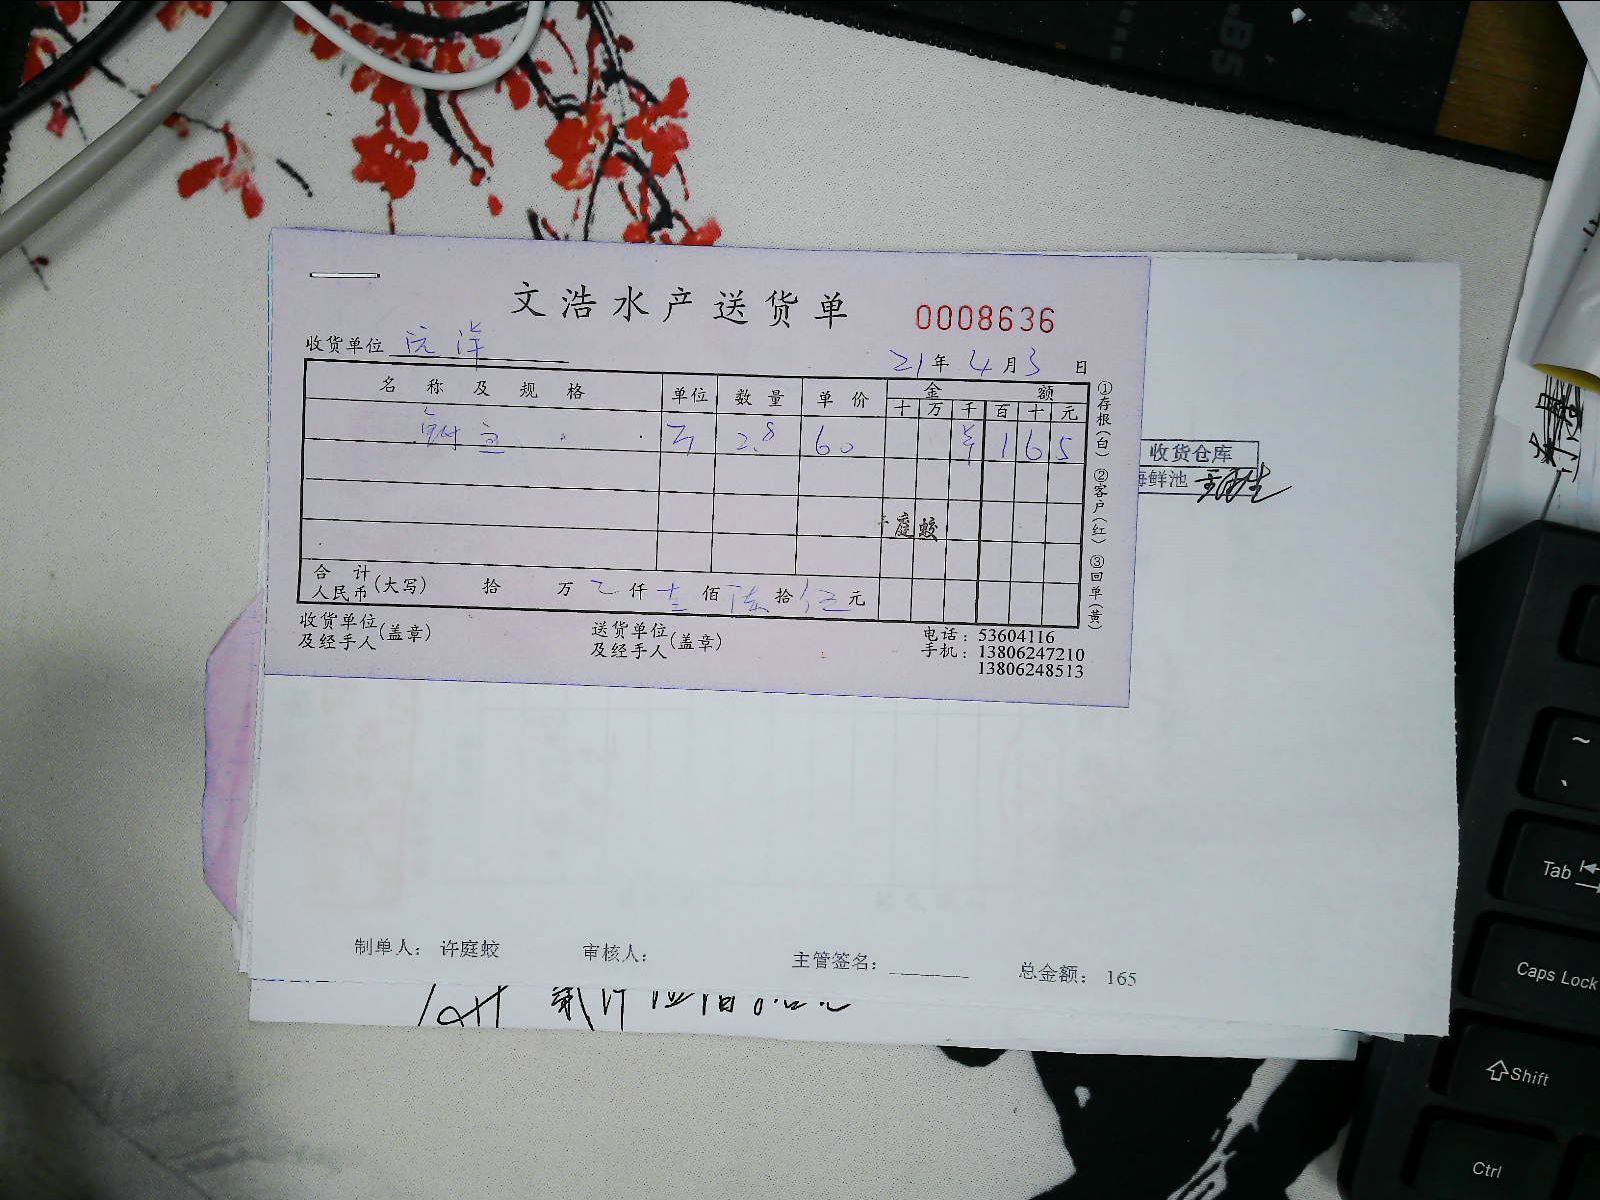 文浩水产送货单 0008636
收货单位 沅洋 21年4月3日
名称及规格 单位 数量 单价 金额
十 万 千 百 十 元
斤 2.8 60 1 6 5
庭蛟
合计人民币(大写) 拾 万 仟 佰 陆拾伍元
收货单位及经手人(盖章) 送货单位及经手人(盖章)
电话：53604116
手机：13806247210
13806248513
①存根(白) ②客户(红) ③回单(黄)
收货仓库
海鲜池
制单人： 许庭蛟 审核人： 主管签名： 总金额： 165
B5
~
Tab
Caps Lock
Shift
Ctrl